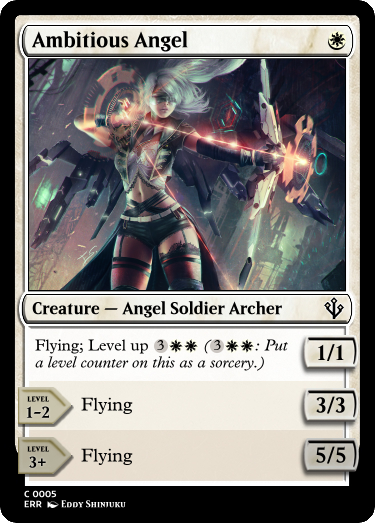 Ambitious Angel
Creature — Angel Soldier Archer
Flying; Level up 3 (3: Put
a level counter on this as a sorcery.)
1/1
LEVEL
1-2
Flying
3/3
LEVEL
3+
Flying
5/5
C 0005
ERR Eddy Shinjuku